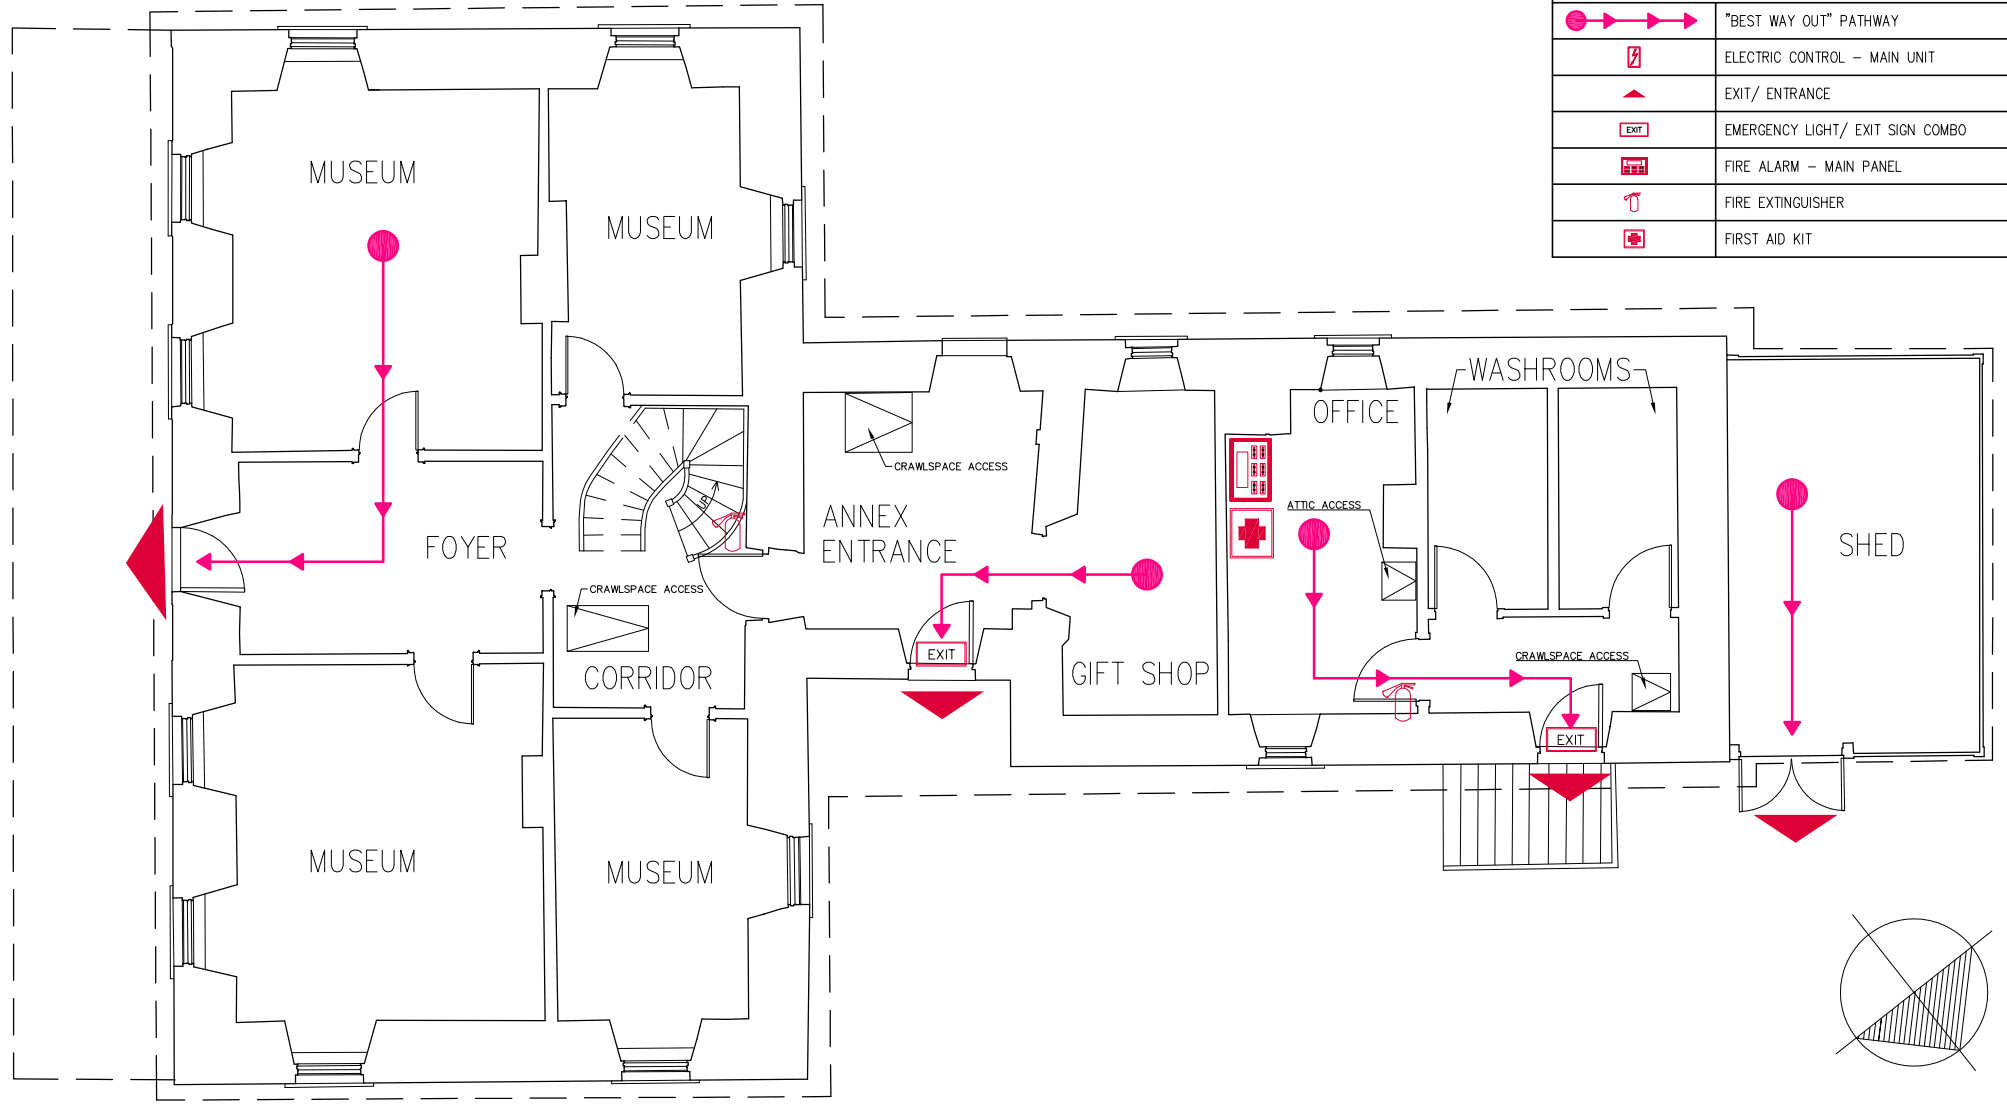 "BEST WAY OUT" PATHWAY
ELECTRIC CONTROL – MAIN UNIT
EXIT/ ENTRANCE
EXIT
EMERGENCY LIGHT/ EXIT SIGN COMBO
FIRE ALARM – MAIN PANEL
FIRE EXTINGUISHER
FIRST AID KIT
MUSEUM
MUSEUM
WASHROOMS
OFFICE
CRAWLSPACE ACCESS
UP
ATTIC ACCESS
ANNEX
ENTRANCE
FOYER
SHED
CRAWLSPACE ACCESS
EXIT
CRAWLSPACE ACCESS
CORRIDOR
GIFT SHOP
EXIT
MUSEUM
MUSEUM